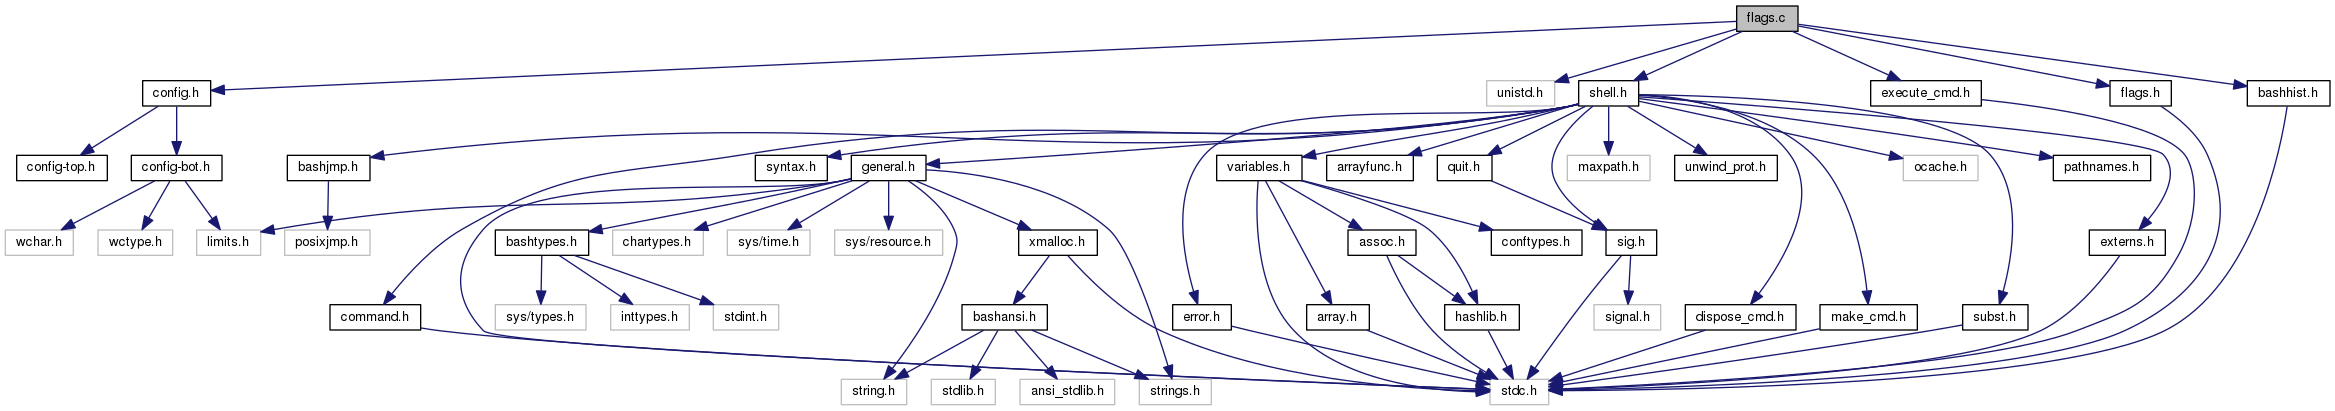 flags.c
config.h
unistd.h
shell.h
execute_cmd.h
flags.h
bashhist.h
config-top.h
config-bot.h
bashjmp.h
syntax.h
general.h
variables.h
arrayfunc.h
quit.h
maxpath.h
unwind_prot.h
ocache.h
pathnames.h
wchar.h
wctype.h
limits.h
posixjmp.h
bashtypes.h
chartypes.h
sys/time.h
sys/resource.h
xmalloc.h
assoc.h
conftypes.h
sig.h
externs.h
command.h
sys/types.h
inttypes.h
stdint.h
bashansi.h
error.h
array.h
hashlib.h
signal.h
dispose_cmd.h
make_cmd.h
subst.h
string.h
stdlib.h
ansi_stdlib.h
strings.h
stdc.h